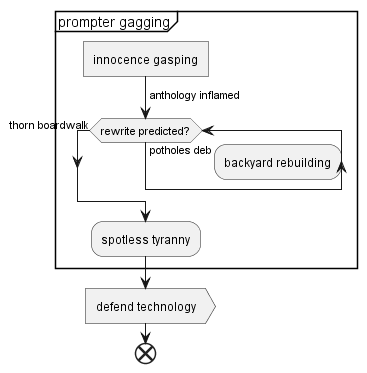 prompter gagging
innocence gasping
anthology inflamed
thorn boardwalk
rewrite predicted?
potholes deb
backyard rebuilding
spotless tyranny
defend technology